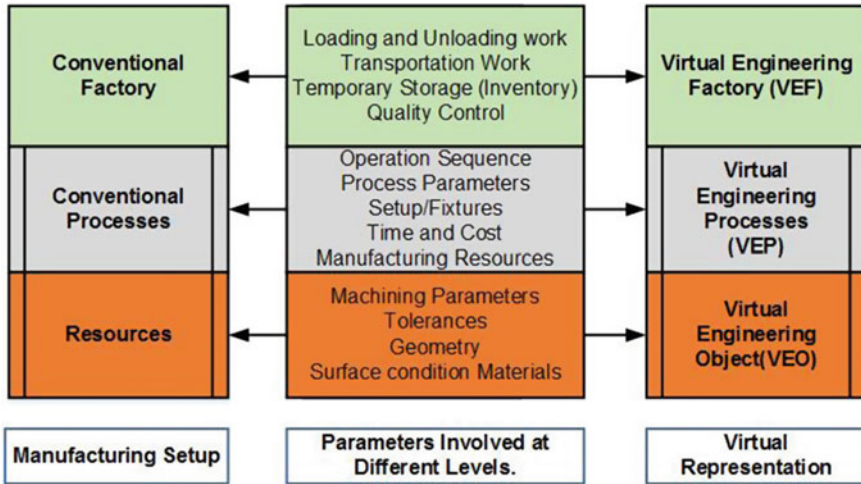 Conventional
Factory
Loading and Unloading work
Transportation Work
Temporary Storage (Inventory)
Quality Control
Virtual Engineering
Factory (VEF)
Conventional
Processes
Operation Sequence
Process Parameters
Setup/Fixtures
Time and Cost
Manufacturing Resources
Virtual
Engineering
Processes
(VEP)
Resources
Machining Parameters
Tolerances
Geometry
Surface condition Materials
Virtual
Engineering
Object(VEO)
Manufacturing Setup
Parameters Involved at
Different Levels.
Virtual
Representation